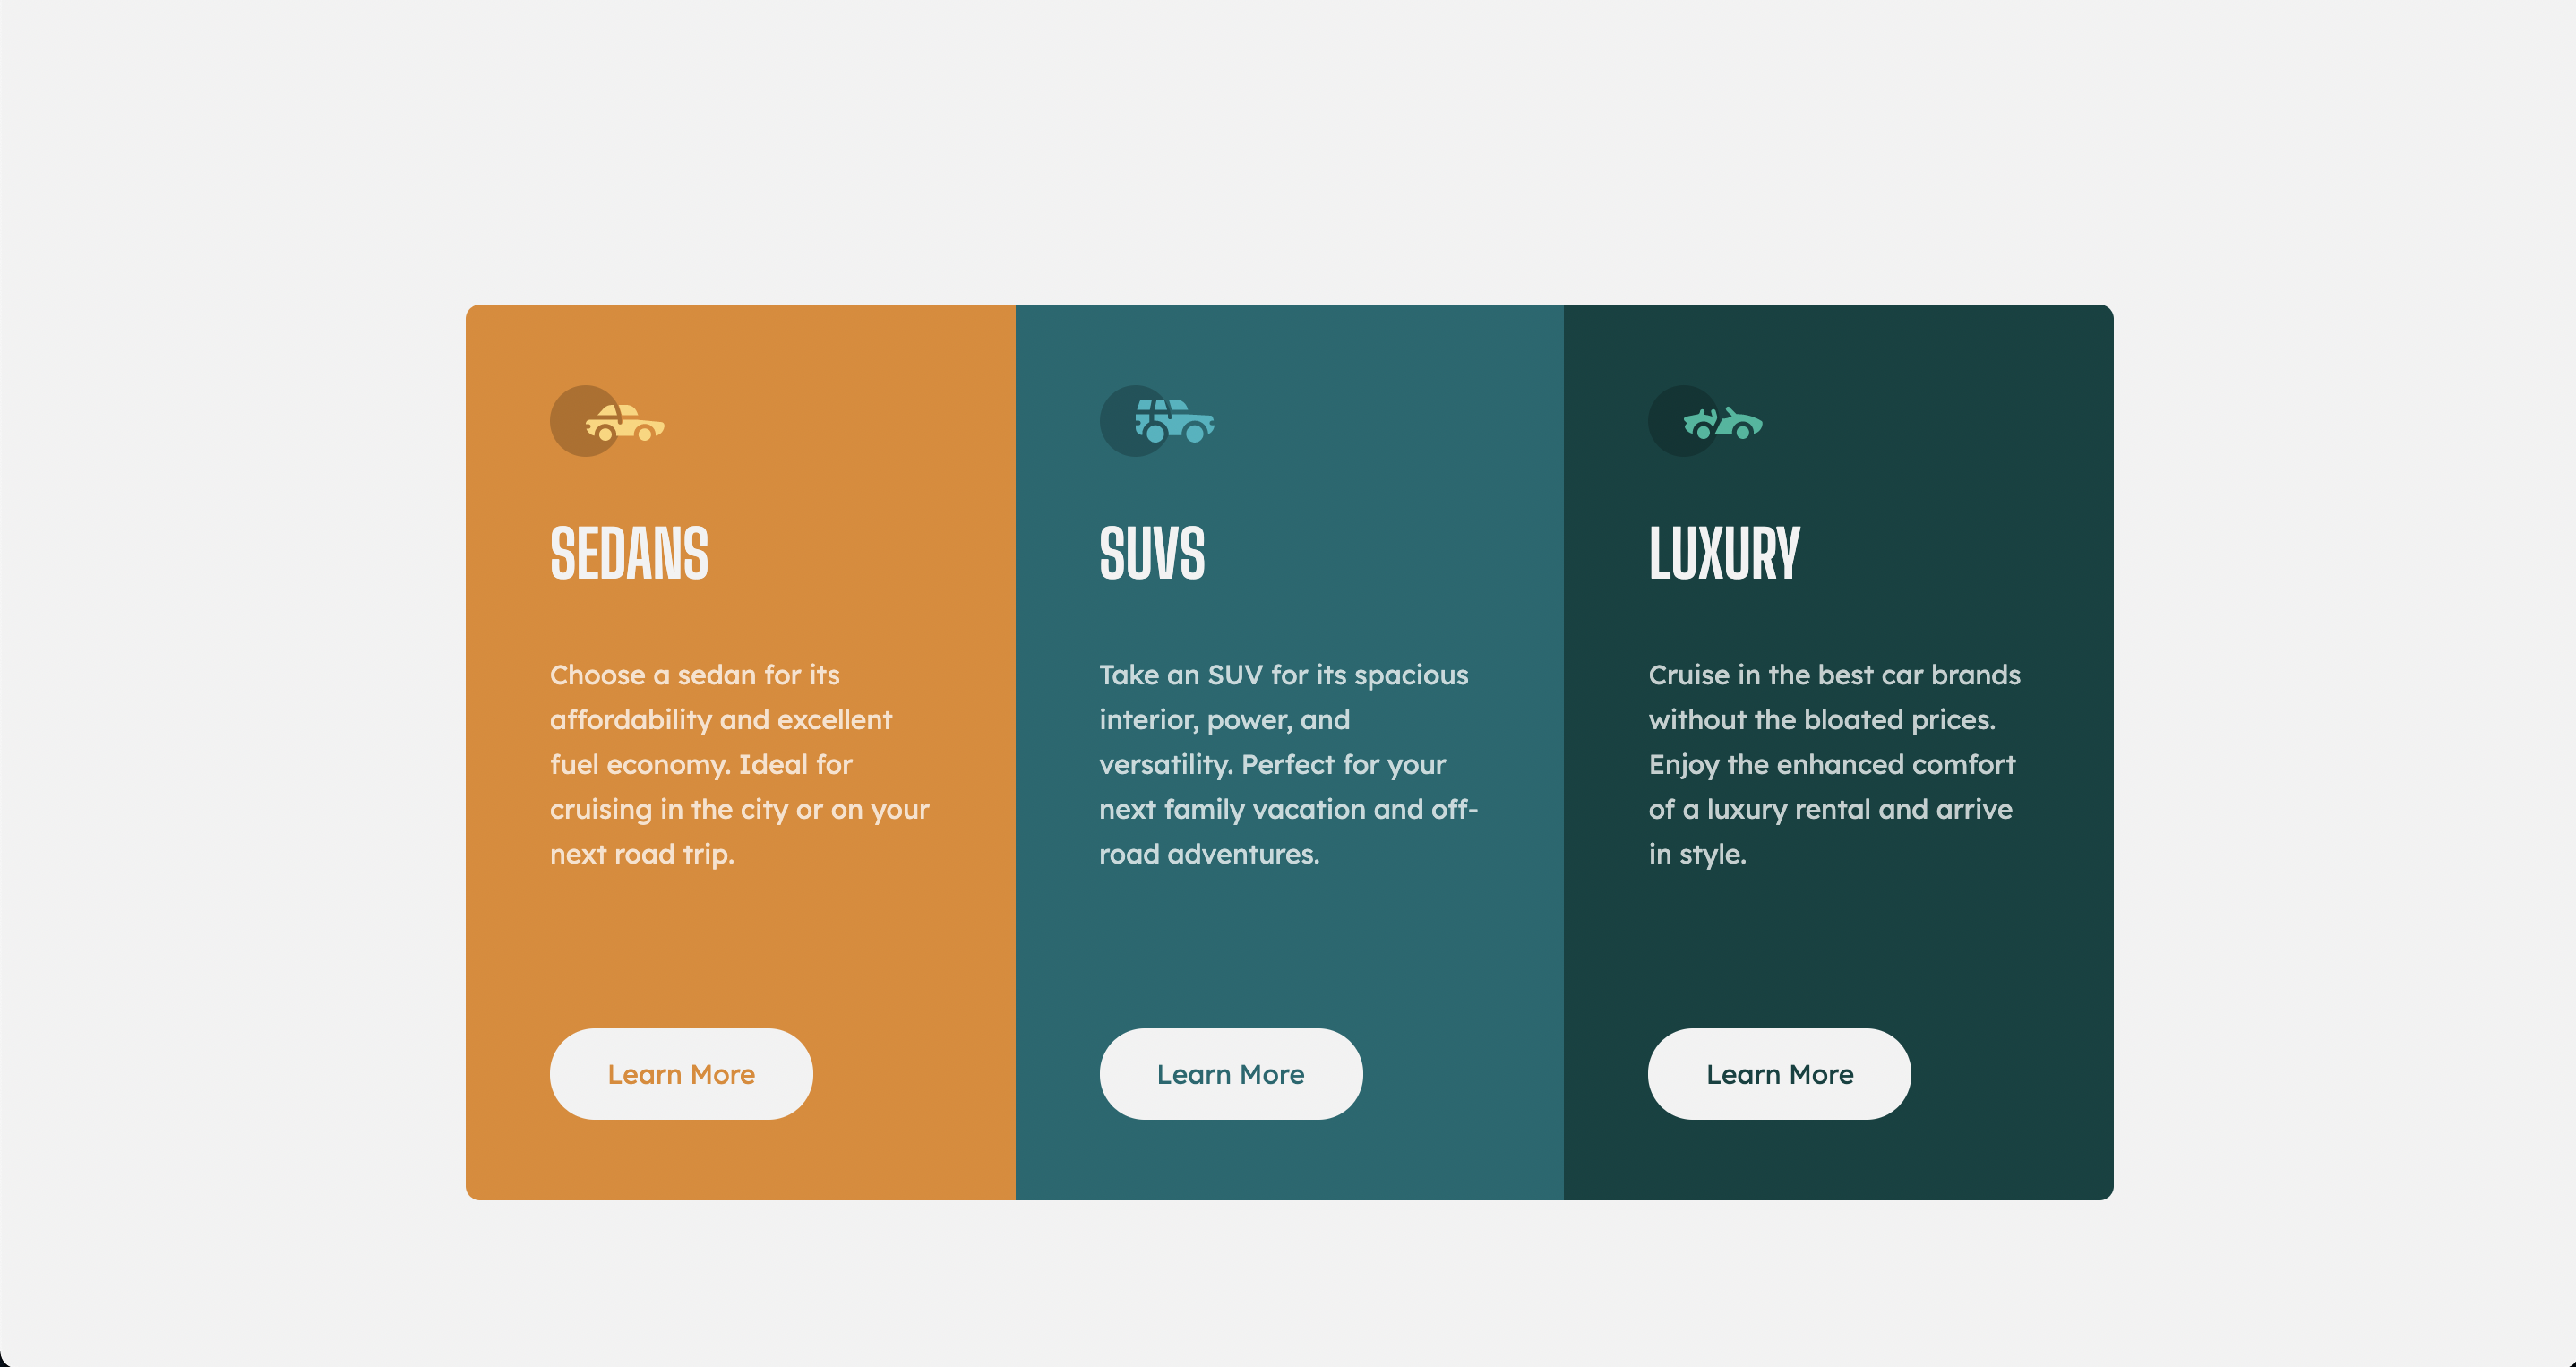 SEDANS
Choose a sedan for its
affordability and excellent
fuel economy. Ideal for
cruising in the city or on your
next road trip.
Learn More
SUVS
Take an SUV for its spacious
interior, power, and
versatility. Perfect for your
next family vacation and off-
road adventures.
Learn More
LUXURY
Cruise in the best car brands
without the bloated prices.
Enjoy the enhanced comfort
of a luxury rental and arrive
in style.
Learn More